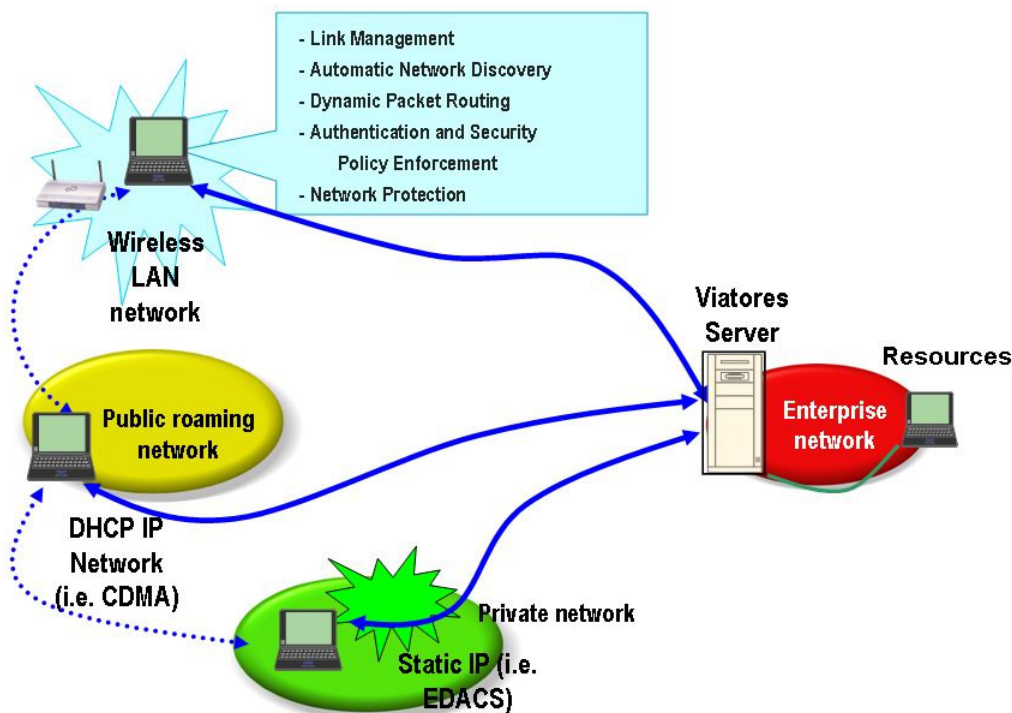 - Link Management
- Automatic Network Discovery
- Dynamic Packet Routing
- Authentication and Security
Policy Enforcement
- Network Protection
Wireless
LAN
network
Viatores
Server
Resources
Public roaming
network
Enterprise
network
DHCP IP
Network
(i.e. CDMA)
Private network
Static IP (i.e.
EDACS)